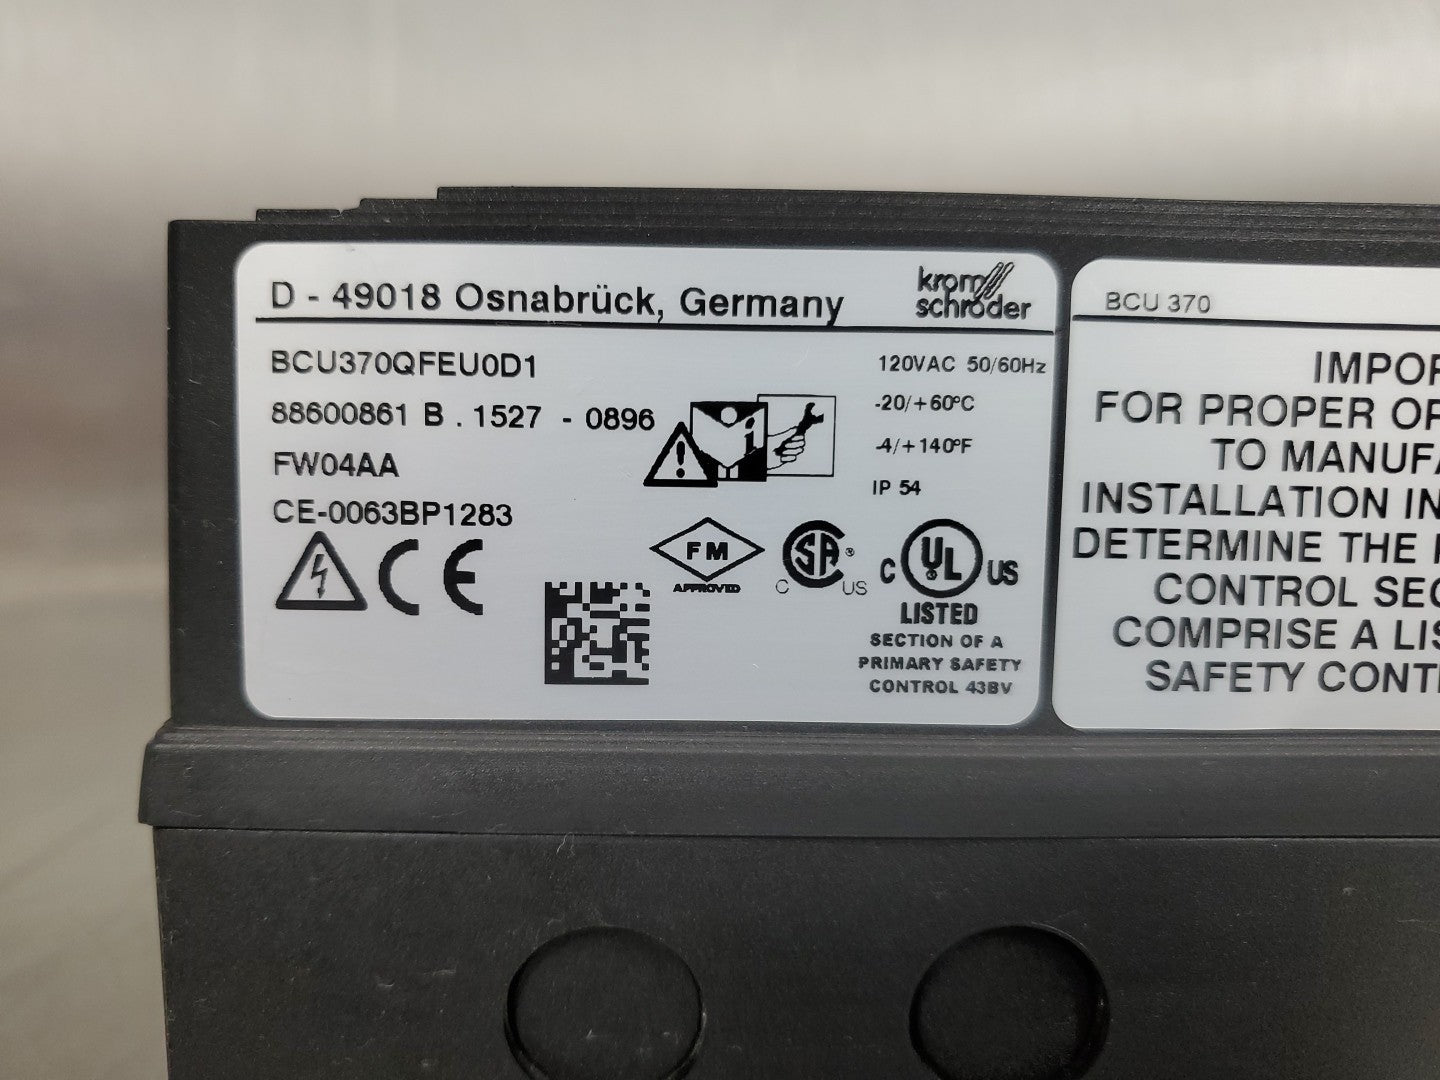 D - 49018 Osnabrück, Germany
krom
schröder
BCU370QFEU0D1
88600861 B . 1527 - 0896
FW04AA
CE-0063BP1283
120VAC 50/60Hz
-20/+60°C
-4/+140°F
IP 54
i
CE
FM
APPROVED
SA ®
C US
C UL US
LISTED
SECTION OF A
PRIMARY SAFETY
CONTROL 43BV
BCU 370
IMPOR
FOR PROPER OP
TO MANUFA
INSTALLATION IN
DETERMINE THE
CONTROL SEC
COMPRISE A LIS
SAFETY CONT